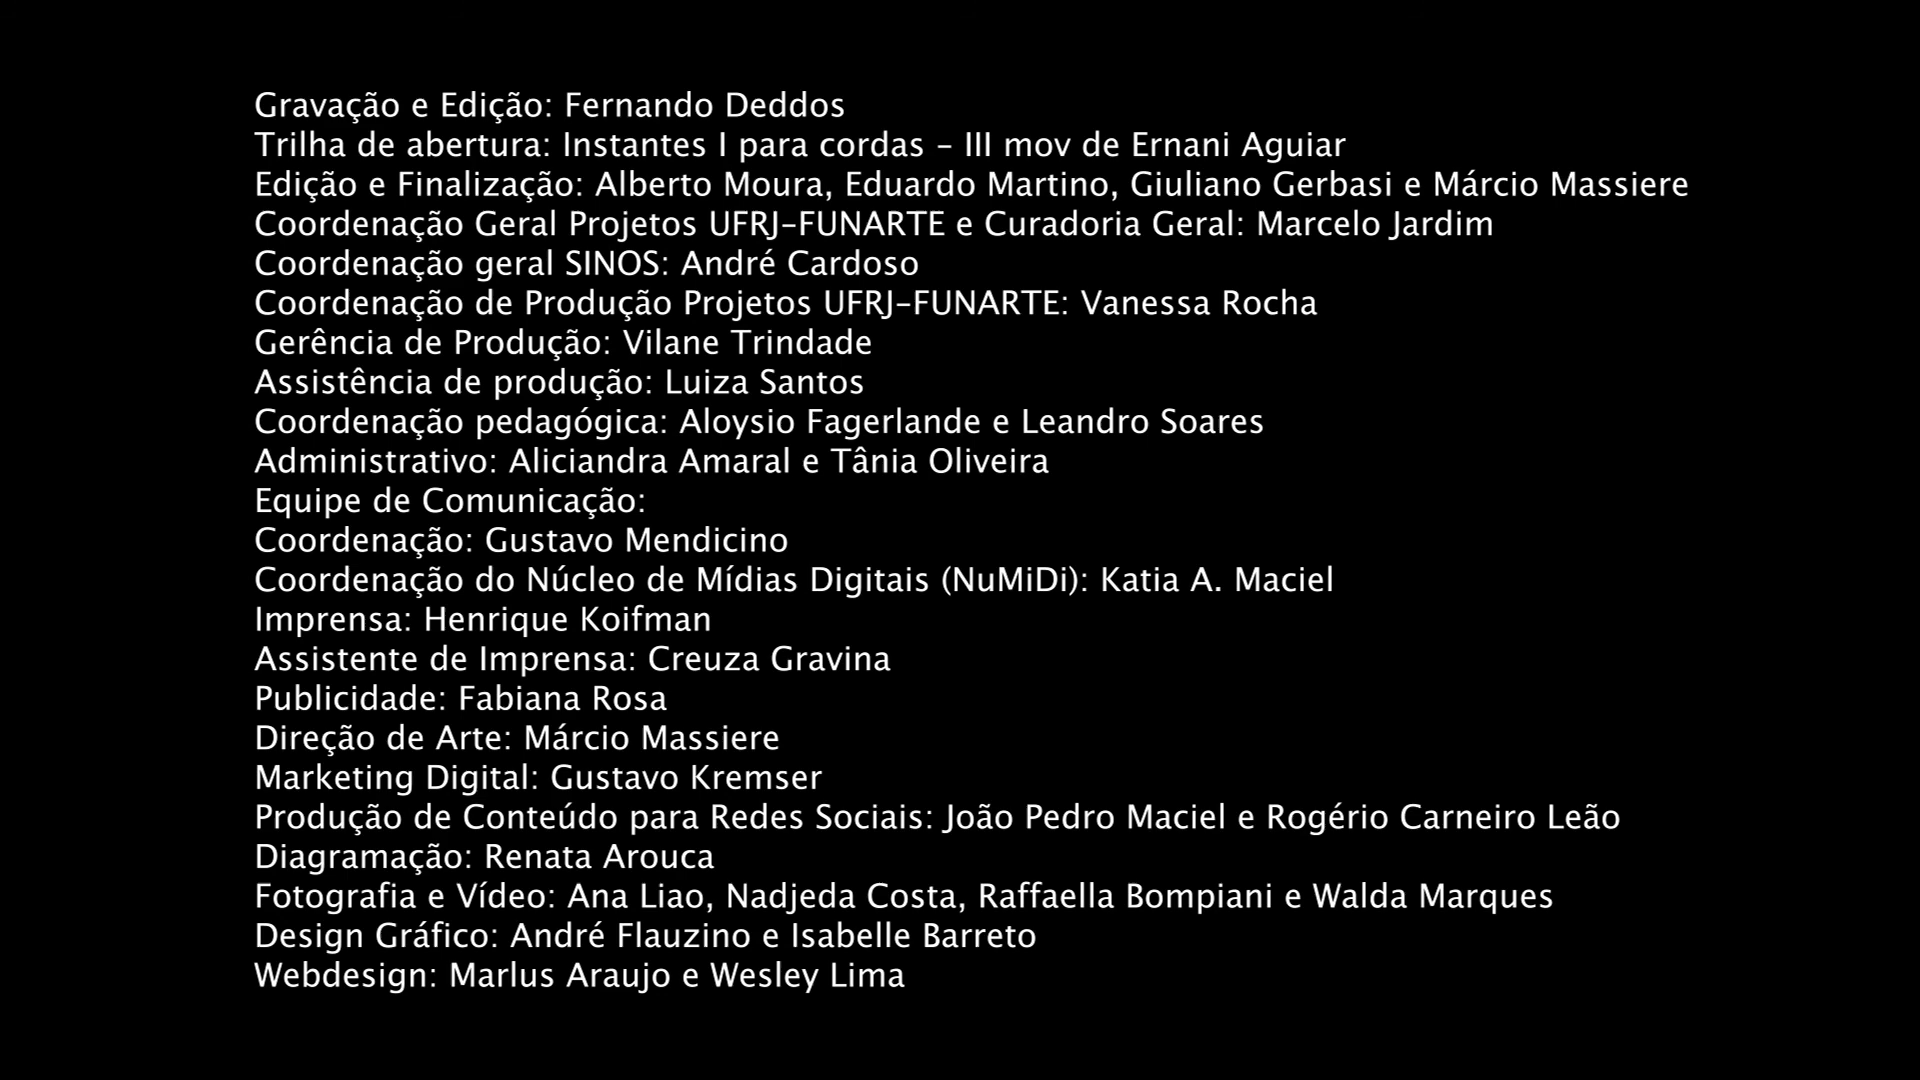 Gravação e Edição: Fernando Deddos
Trilha de abertura: Instantes I para cordas – III mov de Ernani Aguiar
Edição e Finalização: Alberto Moura, Eduardo Martino, Giuliano Gerbasi e Márcio Massiere
Coordenação Geral Projetos UFRJ–FUNARTE e Curadoria Geral: Marcelo Jardim
Coordenação geral SINOS: André Cardoso
Coordenação de Produção Projetos UFRJ–FUNARTE: Vanessa Rocha
Gerência de Produção: Vilane Trindade
Assistência de produção: Luiza Santos
Coordenação pedagógica: Aloysio Fagerlande e Leandro Soares
Administrativo: Aliciandra Amaral e Tânia Oliveira
Equipe de Comunicação:
Coordenação: Gustavo Mendicino
Coordenação do Núcleo de Mídias Digitais (NuMiDi): Katia A. Maciel
Imprensa: Henrique Koifman
Assistente de Imprensa: Creuza Gravina
Publicidade: Fabiana Rosa
Direção de Arte: Márcio Massiere
Marketing Digital: Gustavo Kremser
Produção de Conteúdo para Redes Sociais: João Pedro Maciel e Rogério Carneiro Leão
Diagramação: Renata Arouca
Fotografia e Vídeo: Ana Liao, Nadjeda Costa, Raffaella Bompiani e Walda Marques
Design Gráfico: André Flauzino e Isabelle Barreto
Webdesign: Marlus Araujo e Wesley Lima